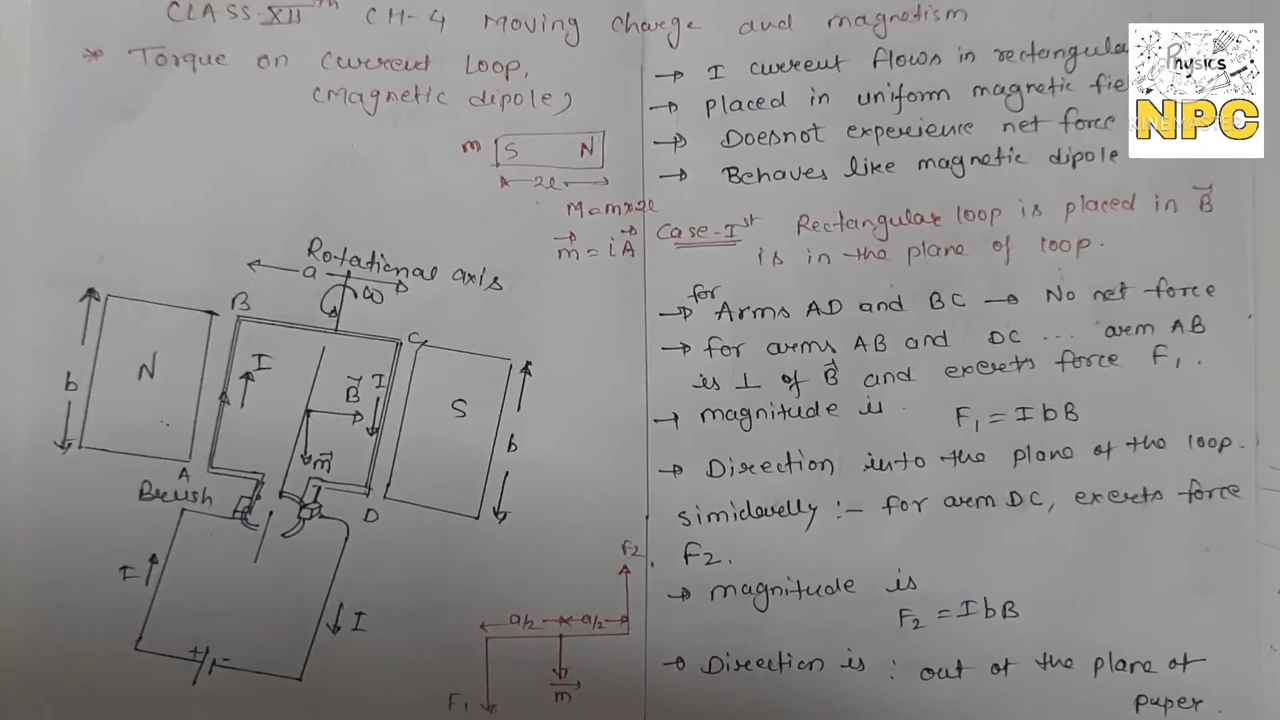 CLASS-XIIth CH-4 Moving Charge and magnetism
* Torque on current Loop,
(Magnetic dipole)
m S N
2l
M=m×2l
m = iA
Rotational axis
a
ω
B
C
N
b
I
B
I
m
S
b
A
Brush
D
I
I
+ -
F2
a/2 a/2
F1
m
→ I current flows in rectangula
→ placed in uniform magnetic fie
→ Doesnot experience net force
→ Behaves like magnetic dipole
Physics
NPC
Case-Ist Rectangular loop is placed in B
is in the plane of loop.
→ for Arms AD and BC → No net force
→ for arms AB and DC ... arm AB
is ⊥ of B and exerts force F1.
→ magnitude is. F1 = IbB
→ Direction into the plane of the loop.
similarly :- for arm DC, exerts force
F2.
→ magnitude is
F2 = IbB
→ Direction is : out of the plane of
paper.